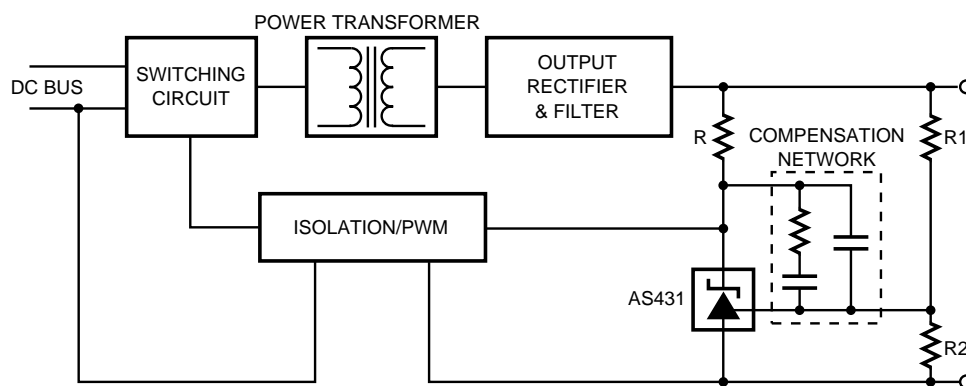 POWER TRANSFORMER
DC BUS
SWITCHING
CIRCUIT
OUTPUT
RECTIFIER
& FILTER
R
COMPENSATION
NETWORK
R1
ISOLATION/PWM
AS431
R2